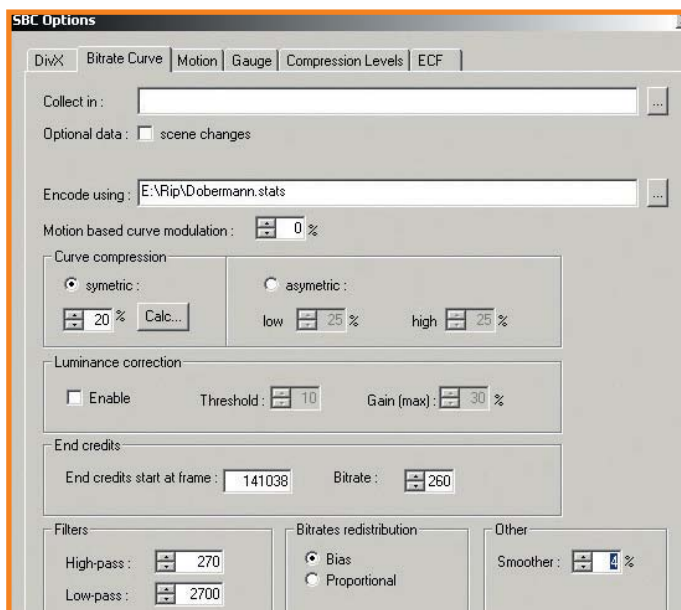 SBC Options
DivX Bitrate Curve Motion Gauge Compression Levels ECF
Collect in : ...
Optional data : scene changes
Encode using : E:\Rip\Dobermann.stats ...
Motion based curve modulation : 0 %
Curve compression
symetric : asymetric :
20 % Calc... low 25 % high 25 %
Luminance correction
Enable Threshold : 10 Gain (max) : 30 %
End credits
End credits start at frame : 141038 Bitrate : 260
Filters Bitrates redistribution Other
High-pass : 270 Bias Smoother : 4 %
Proportional
Low-pass : 2700